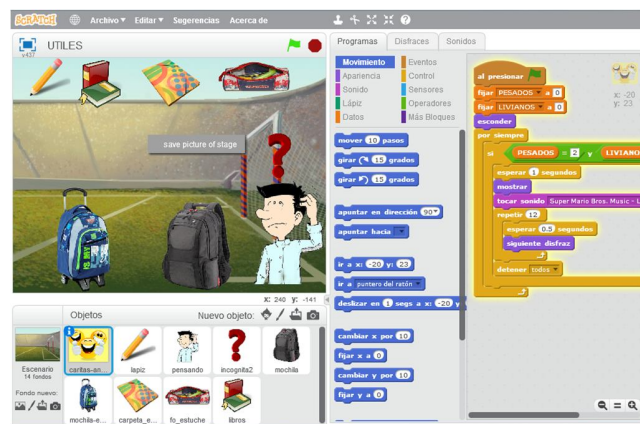 SCRATCH Archivo Editar Sugerencias Acerca de
UTILES
v437
Programas Disfraces Sonidos
Movimiento Eventos
Apariencia Control
Sonido Sensores
Lápiz Operadores
Datos Más Bloques
mover 10 pasos
girar 15 grados
girar 15 grados
apuntar en dirección 90
apuntar hacia
ir a x: -20 y: 23
ir a puntero del ratón
deslizar en 1 segs a x: -20 y
cambiar x por 10
fijar x a 0
cambiar y por 10
fijar y a 0
al presionar
fijar PESADOS a 0
fijar LIVIANOS a 0
esconder
por siempre
si PESADOS = 2 y LIVIANO
esperar 1 segundos
mostrar
tocar sonido Super Mario Bros. Music - L
repetir 12
esperar 0.5 segundos
siguiente disfraz
detener todos
x: -20
y: 23
save picture of stage
X: 240 y: -141
Objetos Nuevo objeto:
Escenario
14 fondos
Fondo nuevo:
caritas-an... lapiz pensando incognita2 mochila
mochila-e... carpeta_e... fo_estuche libros